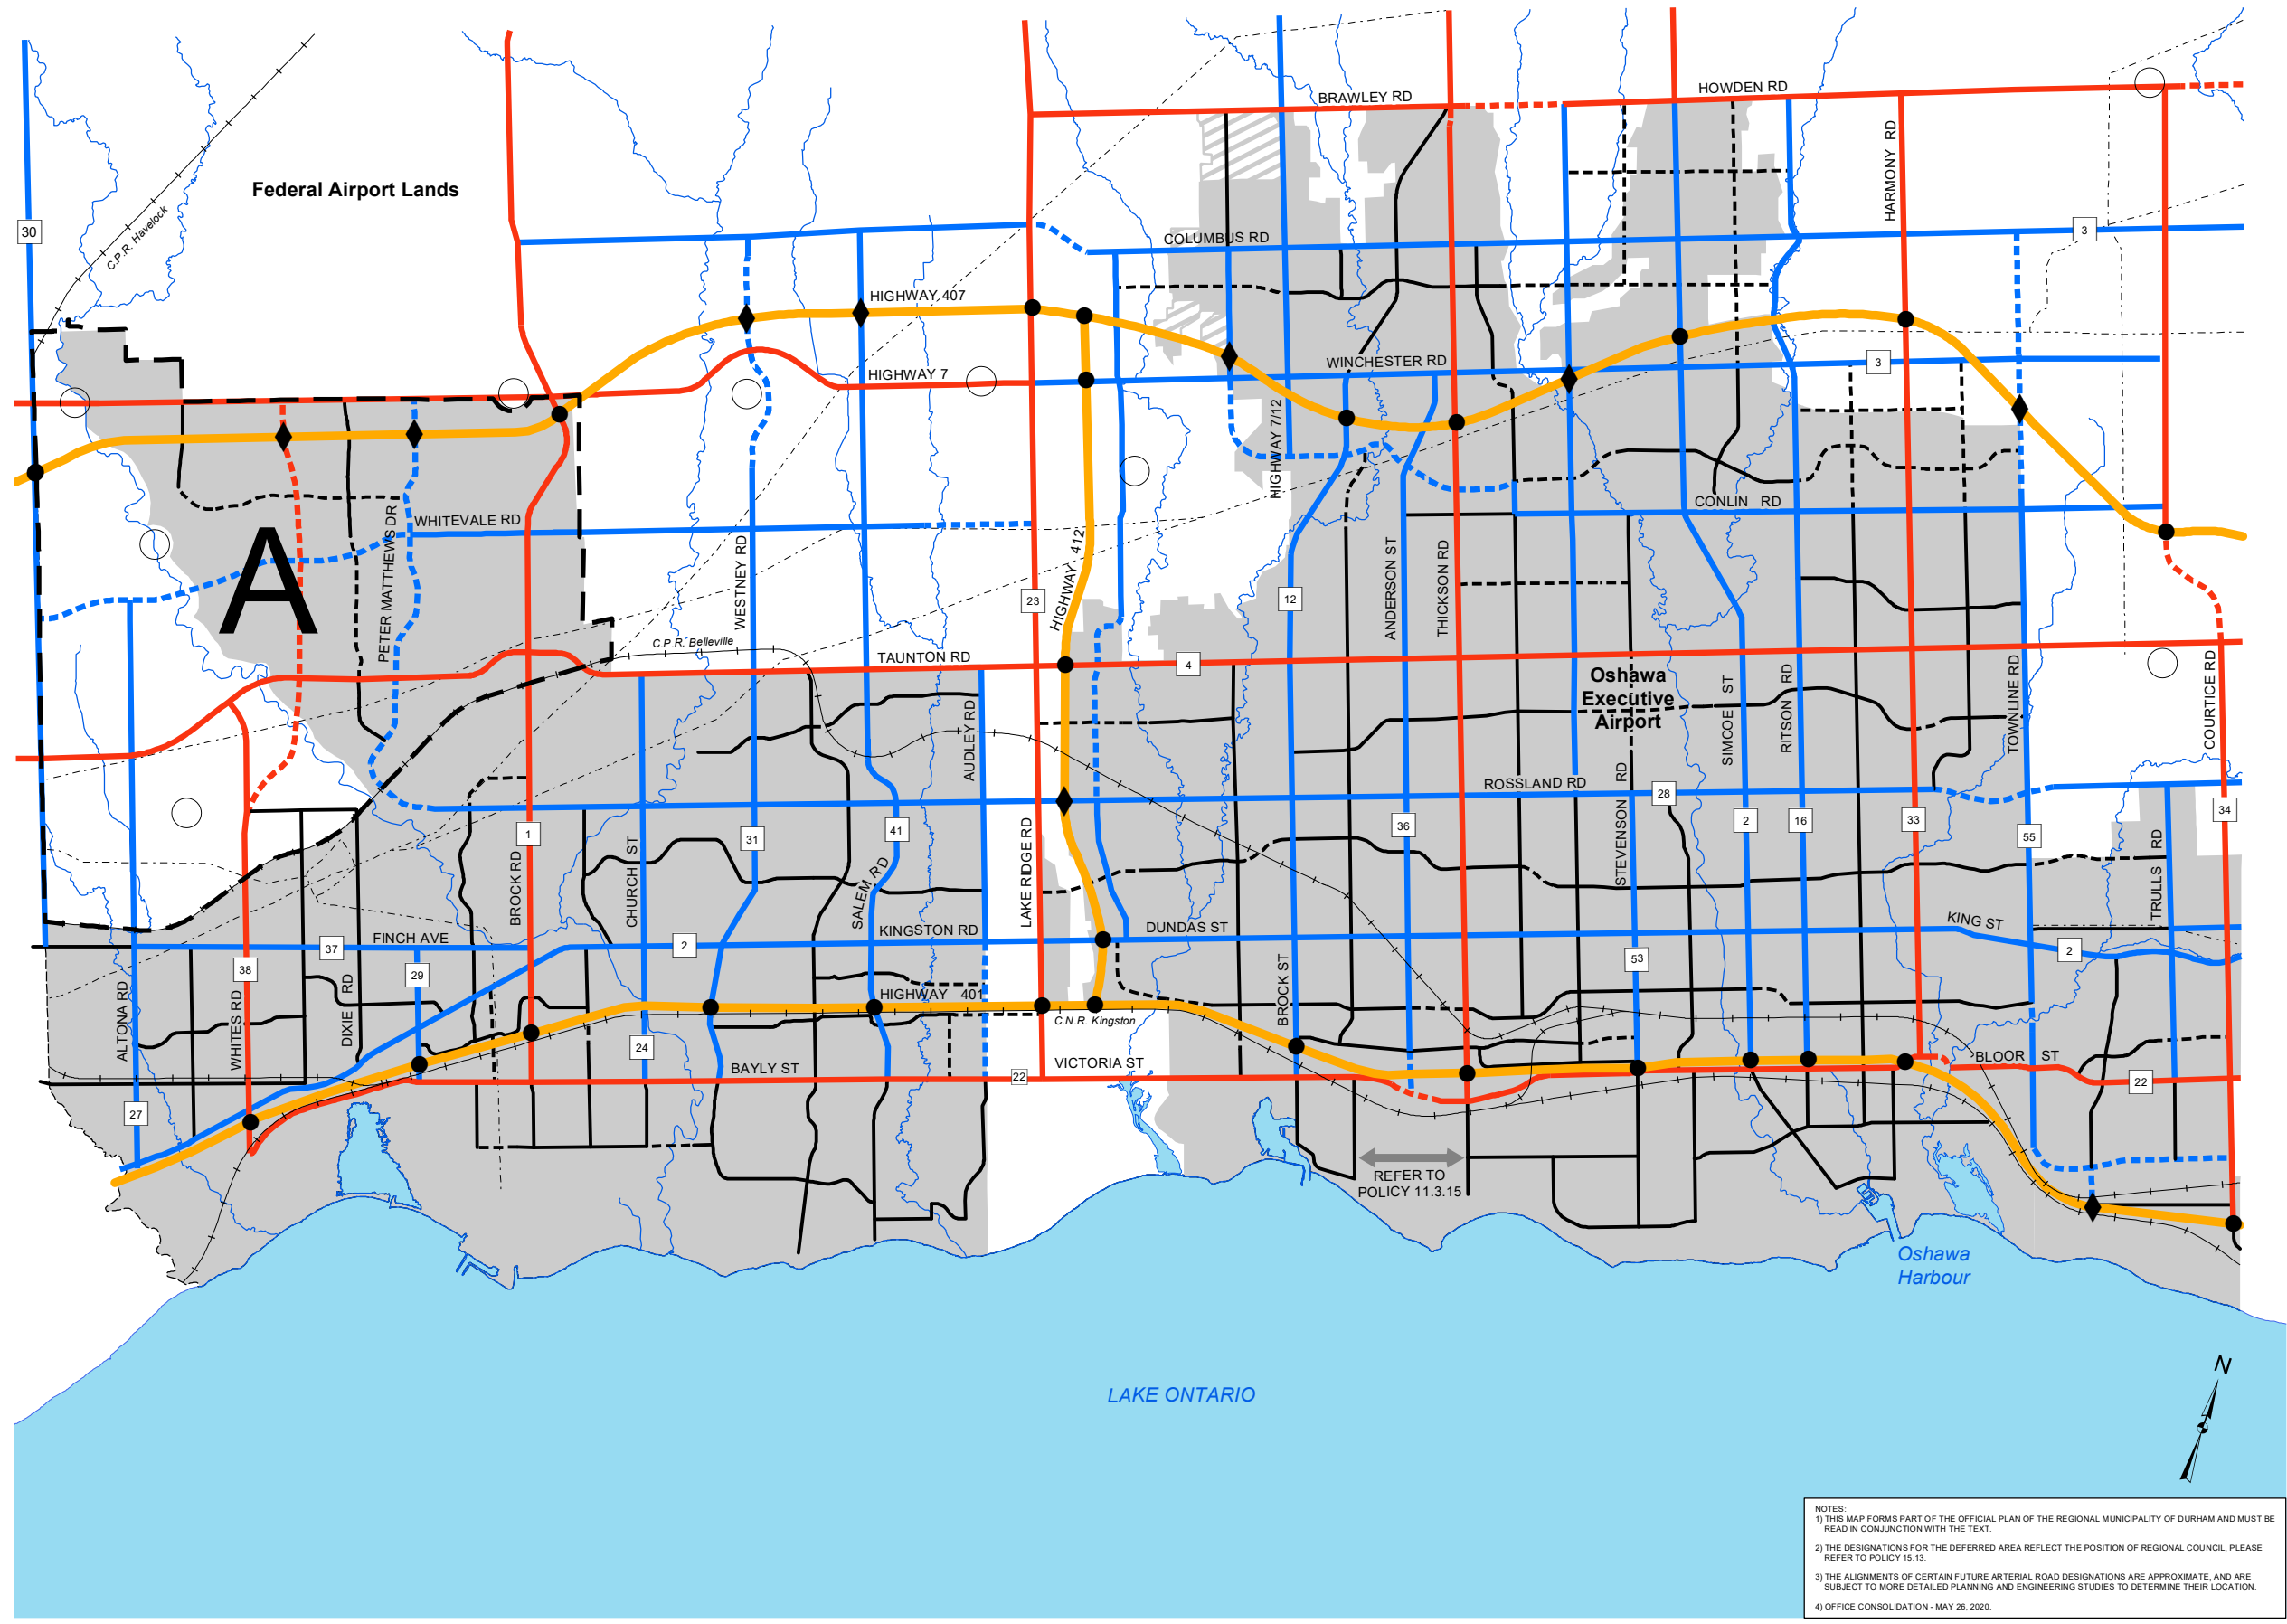 BRAWLEY RD
HOWDEN RD
HARMONY RD
Federal Airport Lands
30
C.P.R. Havelock
COLUMBUS RD
3
HIGHWAY 407
WINCHESTER RD
3
HIGHWAY 7
HIGHWAY 7/12
CONLIN RD
WHITEVALE RD
PETER MATTHEWS DR
A
WESTNEY RD
HIGHWAY 412
23
12
ANDERSON ST
THICKSON RD
C.P.R. Belleville
TAUNTON RD
4
Oshawa
Executive
Airport
SIMCOE ST
RITSON RD
TOWNLINE RD
COURTICE RD
AUDLEY RD
ROSSLAND RD
28
STEVENSON RD
1
31
41
36
2
16
33
55
34
BROCK RD
CHURCH ST
SALEM RD
LAKE RIDGE RD
TRULLS RD
FINCH AVE
37
2
KINGSTON RD
DUNDAS ST
KING ST
2
38
29
53
ALTONA RD
WHITES RD
DIXIE RD
HIGHWAY 401
C.N.R. Kingston
BROCK ST
24
BAYLY ST
22
VICTORIA ST
BLOOR ST
22
27
REFER TO
POLICY 11.3.15
Oshawa
Harbour
LAKE ONTARIO
N
NOTES:
1) THIS MAP FORMS PART OF THE OFFICIAL PLAN OF THE REGIONAL MUNICIPALITY OF DURHAM AND MUST BE
READ IN CONJUNCTION WITH THE TEXT.
2) THE DESIGNATIONS FOR THE DEFERRED AREA REFLECT THE POSITION OF REGIONAL COUNCIL, PLEASE
REFER TO POLICY 15.13.
3) THE ALIGNMENTS OF CERTAIN FUTURE ARTERIAL ROAD DESIGNATIONS ARE APPROXIMATE, AND ARE
SUBJECT TO MORE DETAILED PLANNING AND ENGINEERING STUDIES TO DETERMINE THEIR LOCATION.
4) OFFICE CONSOLIDATION - MAY 26, 2020.